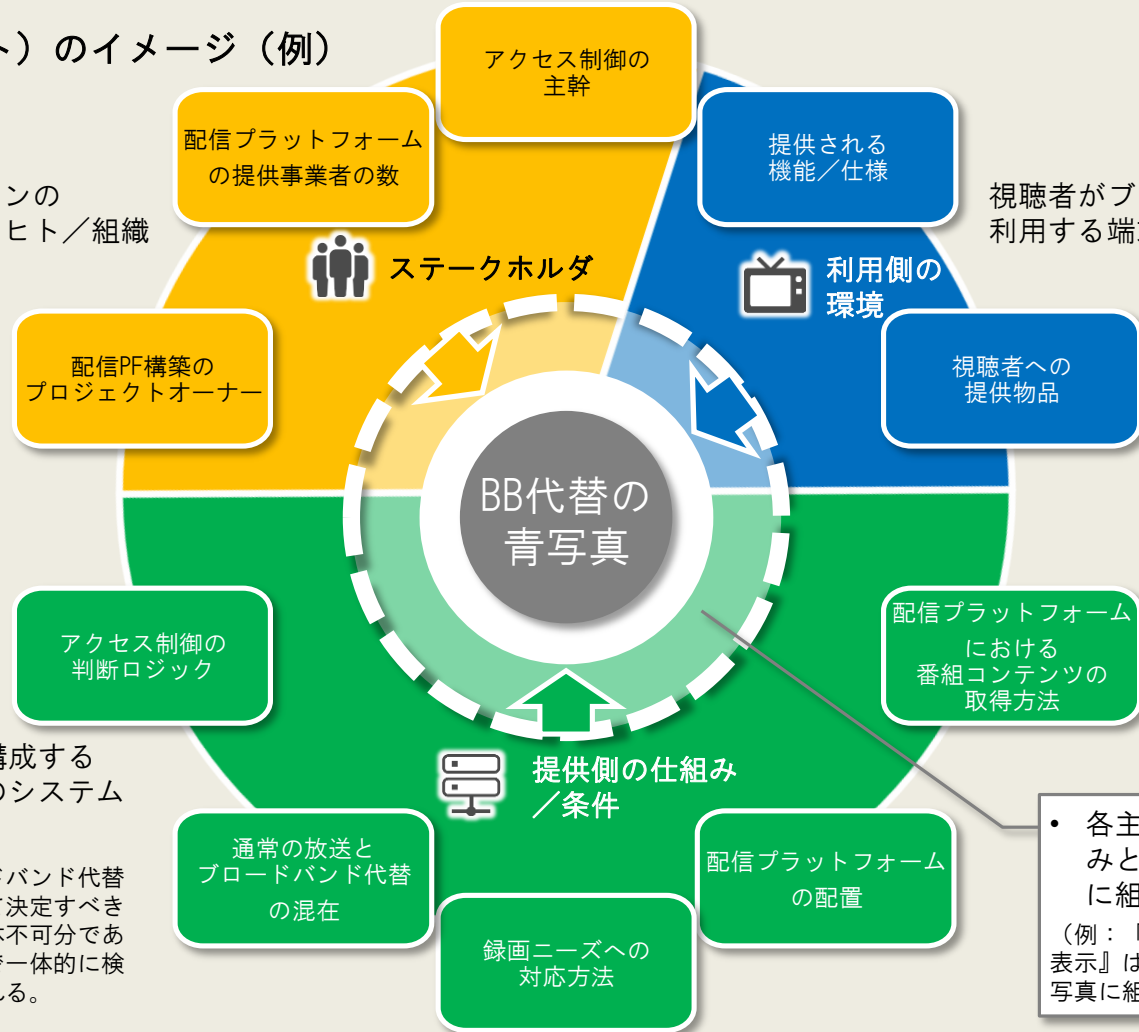 ト）のイメージ（例）
アクセス制御の
主幹
配信プラットフォーム
の提供事業者の数
提供される
機能／仕様
ンの
ヒト／組織
視聴者がブ
利用する端
ステークホルダ
利用側の
環境
配信PF構築の
プロジェクトオーナー
視聴者への
提供物品
BB代替の
青写真
アクセス制御の
判断ロジック
配信プラットフォーム
における
番組コンテンツの
取得方法
構成する
のシステム
提供側の仕組み
／条件
通常の放送と
ブロードバンド代替
の混在
配信プラットフォーム
の配置
録画ニーズへの
対応方法
ドバンド代替
て決定すべき
体不可分であ
一体的に検
れる。
• 各主
みと
に組
（例：『
表示』は
写真に組